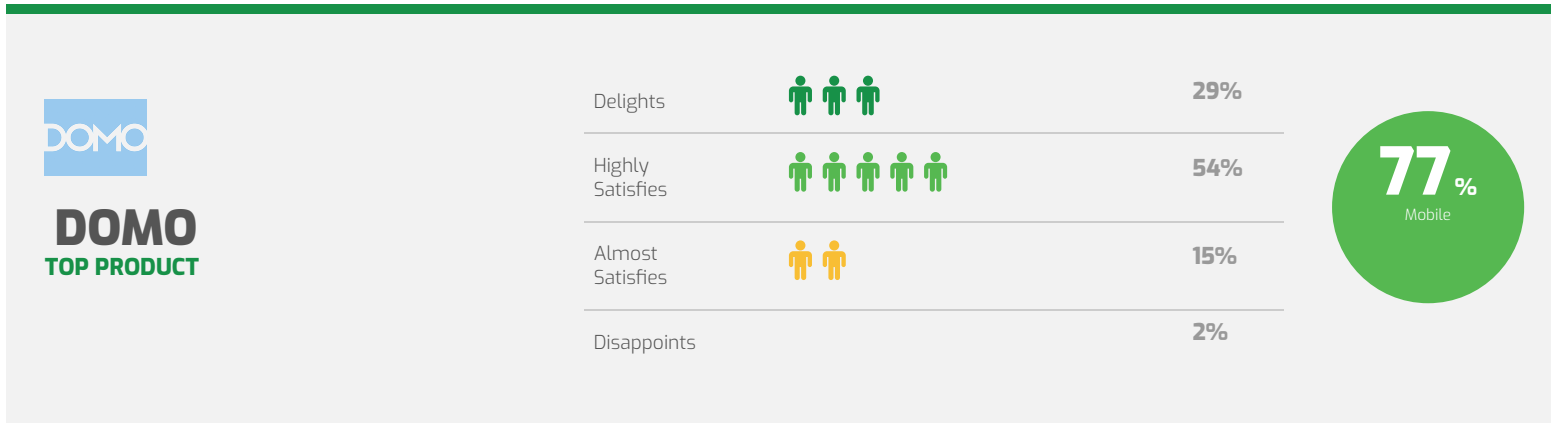 DOMO
DOMO
TOP PRODUCT
Delights
29%
Highly
Satisfies
54%
Almost
Satisfies
15%
Disappoints
2%
77%
Mobile